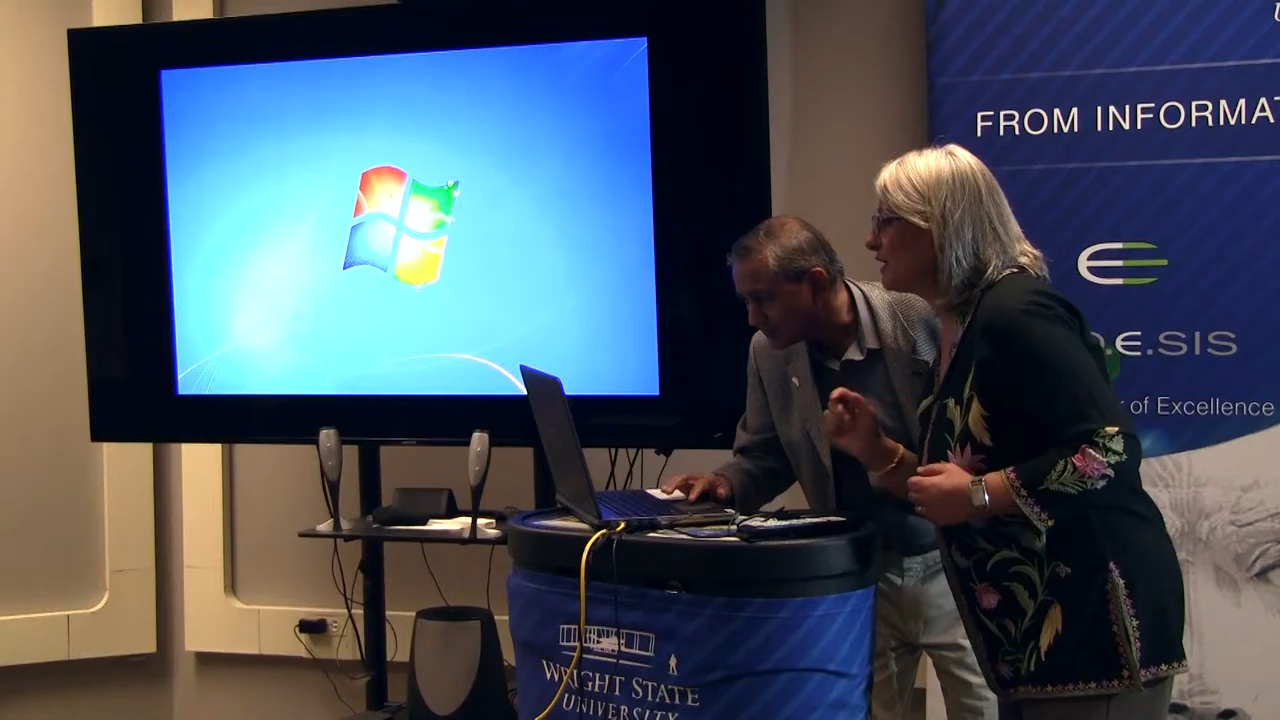 FROM INFORMAT
.E.SIS
of Excellence
WRIGHT STATE
UNIVERSITY